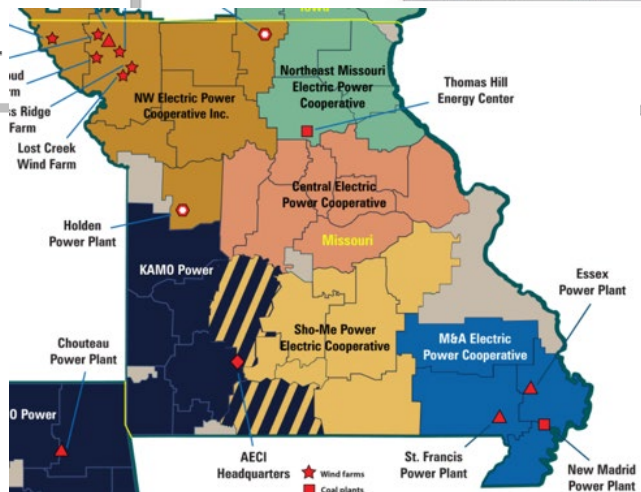 Iowa
Northeast Missouri
Electric Power
Cooperative
Thomas Hill
Energy Center
NW Electric Power
Cooperative Inc.
Ridge
Farm
Lost Creek
Wind Farm
Central Electric
Power Cooperative
Missouri
Holden
Power Plant
KAMO Power
Essex
Power Plant
Sho-Me Power
Electric Cooperative
M&A Electric
Power Cooperative
Chouteau
Power Plant
O Power
AECI
Headquarters
Wind farms
Coal plants
St. Francis
Power Plant
New Madrid
Power Plant